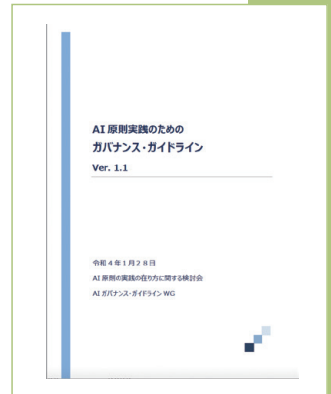 AI 原則実践のための
ガバナンス・ガイドライン
Ver. 1.1
令和 4 年 1 月 2 8 日
AI 原則の実践の在り方に関する検討会
AI ガバナンス・ガイドライン WG